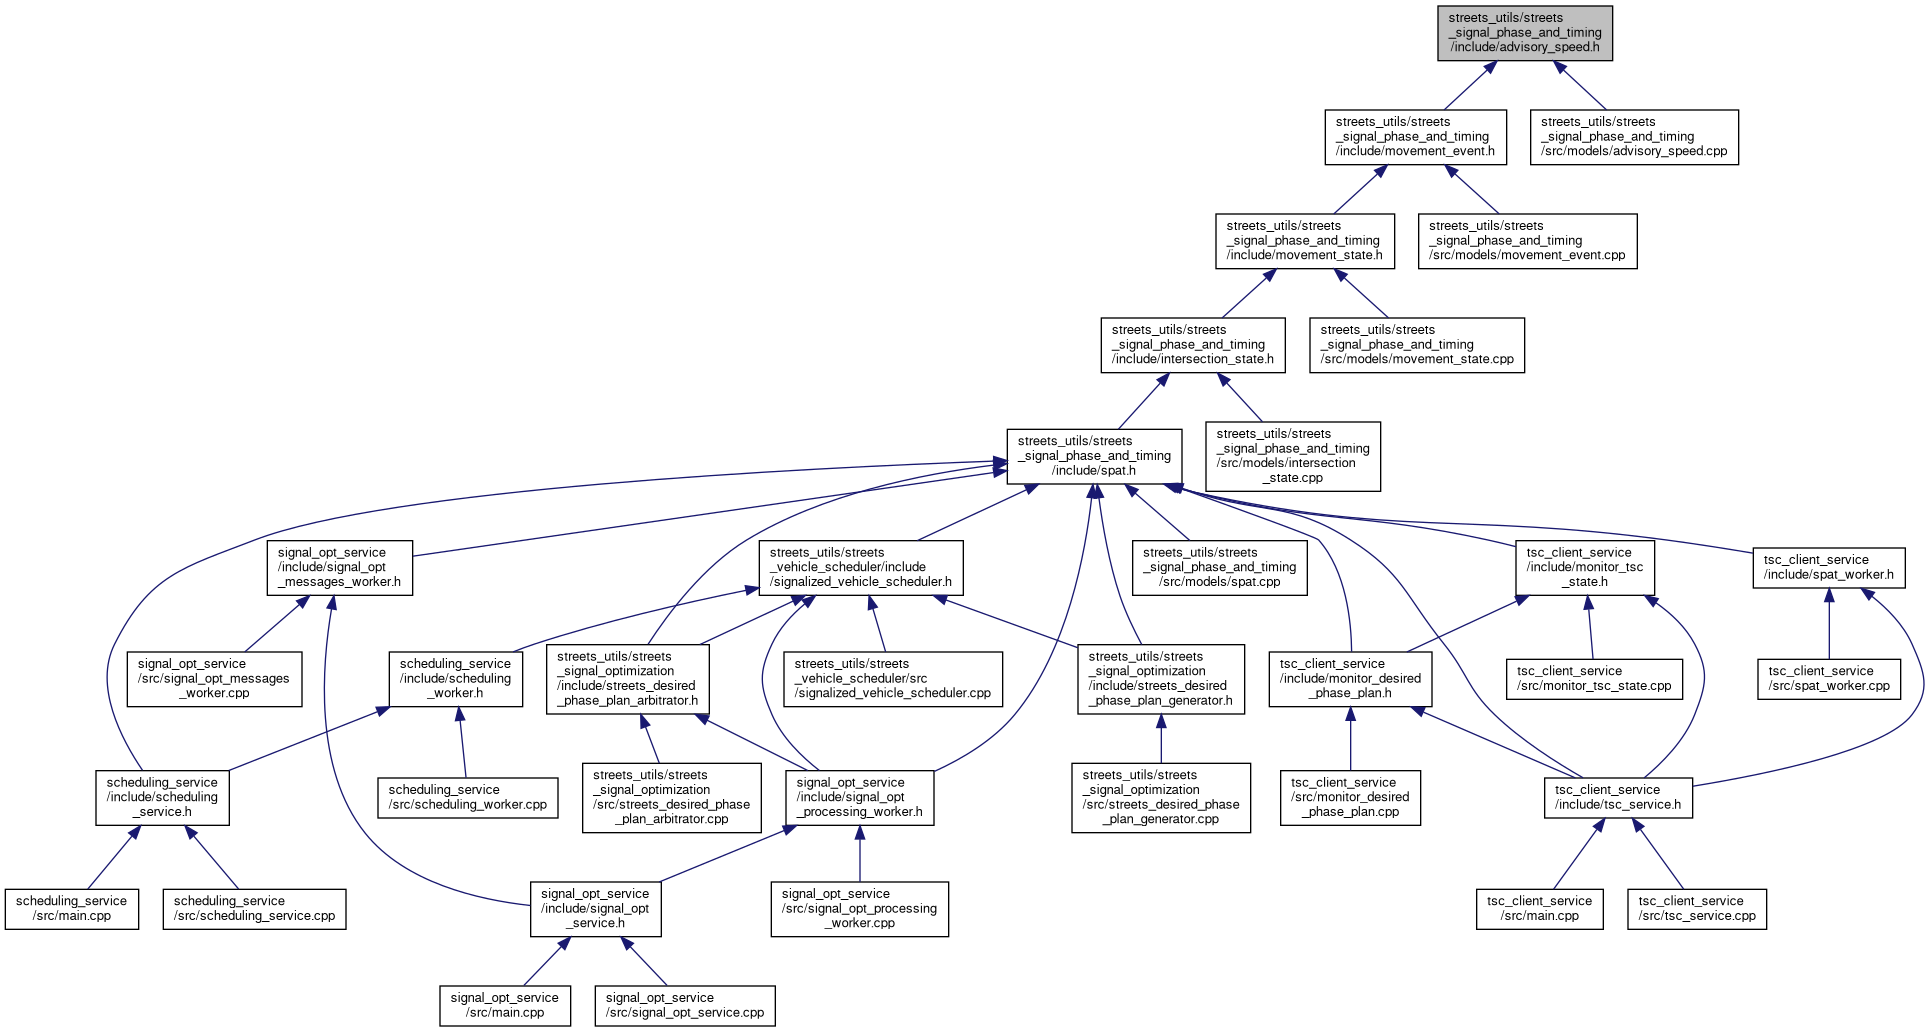 streets_utils/streets
_signal_phase_and_timing
/include/advisory_speed.h
streets_utils/streets
_signal_phase_and_timing
/include/movement_event.h
streets_utils/streets
_signal_phase_and_timing
/src/models/advisory_speed.cpp
streets_utils/streets
_signal_phase_and_timing
/include/movement_state.h
streets_utils/streets
_signal_phase_and_timing
/src/models/movement_event.cpp
streets_utils/streets
_signal_phase_and_timing
/include/intersection_state.h
streets_utils/streets
_signal_phase_and_timing
/src/models/movement_state.cpp
streets_utils/streets
_signal_phase_and_timing
/include/spat.h
streets_utils/streets
_signal_phase_and_timing
/src/models/intersection
_state.cpp
signal_opt_service
/include/signal_opt
_messages_worker.h
streets_utils/streets
_vehicle_scheduler/include
/signalized_vehicle_scheduler.h
streets_utils/streets
_signal_phase_and_timing
/src/models/spat.cpp
tsc_client_service
/include/monitor_tsc
_state.h
tsc_client_service
/include/spat_worker.h
signal_opt_service
/src/signal_opt_messages
_worker.cpp
scheduling_service
/include/scheduling
_worker.h
streets_utils/streets
_signal_optimization
/include/streets_desired
_phase_plan_arbitrator.h
streets_utils/streets
_vehicle_scheduler/src
/signalized_vehicle_scheduler.cpp
streets_utils/streets
_signal_optimization
/include/streets_desired
_phase_plan_generator.h
tsc_client_service
/include/monitor_desired
_phase_plan.h
tsc_client_service
/src/monitor_tsc_state.cpp
tsc_client_service
/src/spat_worker.cpp
scheduling_service
/include/scheduling
_service.h
scheduling_service
/src/scheduling_worker.cpp
streets_utils/streets
_signal_optimization
/src/streets_desired_phase
_plan_arbitrator.cpp
signal_opt_service
/include/signal_opt
_processing_worker.h
streets_utils/streets
_signal_optimization
/src/streets_desired_phase
_plan_generator.cpp
tsc_client_service
/src/monitor_desired
_phase_plan.cpp
tsc_client_service
/include/tsc_service.h
scheduling_service
/src/main.cpp
scheduling_service
/src/scheduling_service.cpp
signal_opt_service
/include/signal_opt
_service.h
signal_opt_service
/src/signal_opt_processing
_worker.cpp
tsc_client_service
/src/main.cpp
tsc_client_service
/src/tsc_service.cpp
signal_opt_service
/src/main.cpp
signal_opt_service
/src/signal_opt_service.cpp